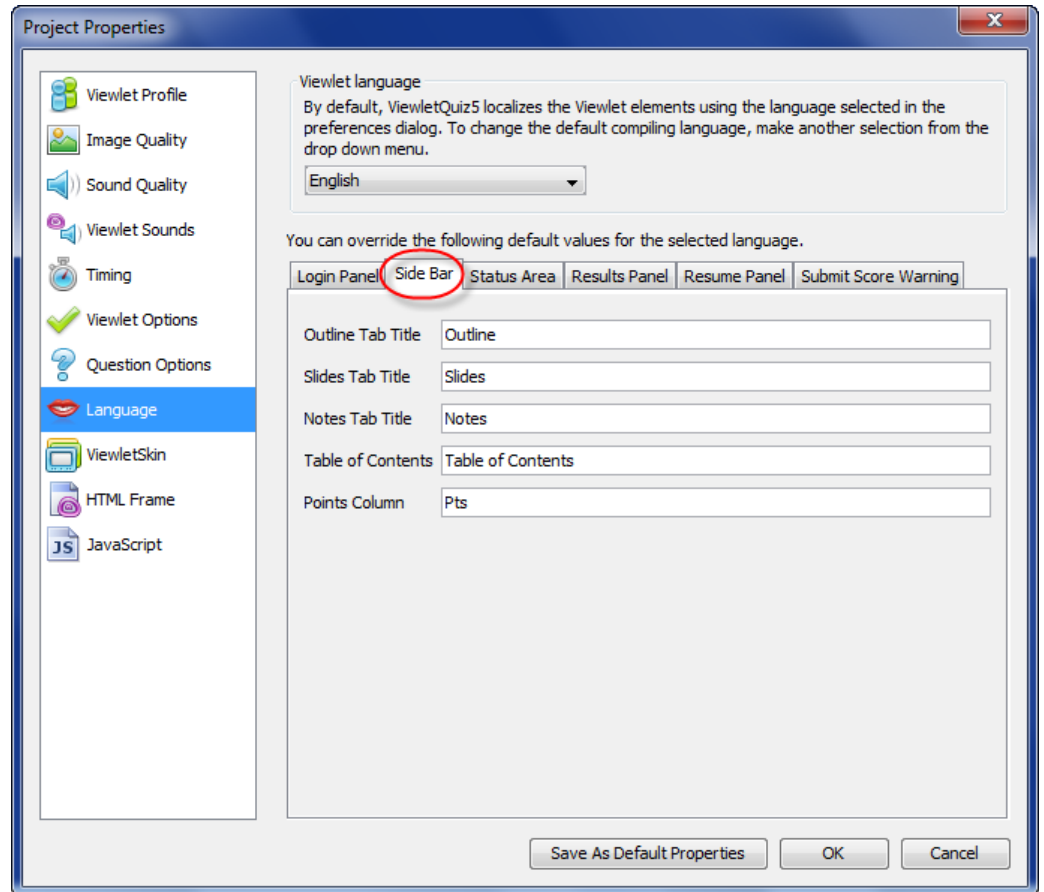 Project Properties
Viewlet Profile
Image Quality
Sound Quality
Viewlet Sounds
Timing
Viewlet Options
Question Options
Language
ViewletSkin
HTML Frame
JS JavaScript
Viewlet language
By default, ViewletQuiz5 localizes the Viewlet elements using the language selected in the
preferences dialog. To change the default compiling language, make another selection from the
drop down menu.
English
You can override the following default values for the selected language.
Login Panel Side Bar Status Area Results Panel Resume Panel Submit Score Warning
Outline Tab Title Outline
Slides Tab Title Slides
Notes Tab Title Notes
Table of Contents Table of Contents
Points Column Pts
Save As Default Properties OK Cancel